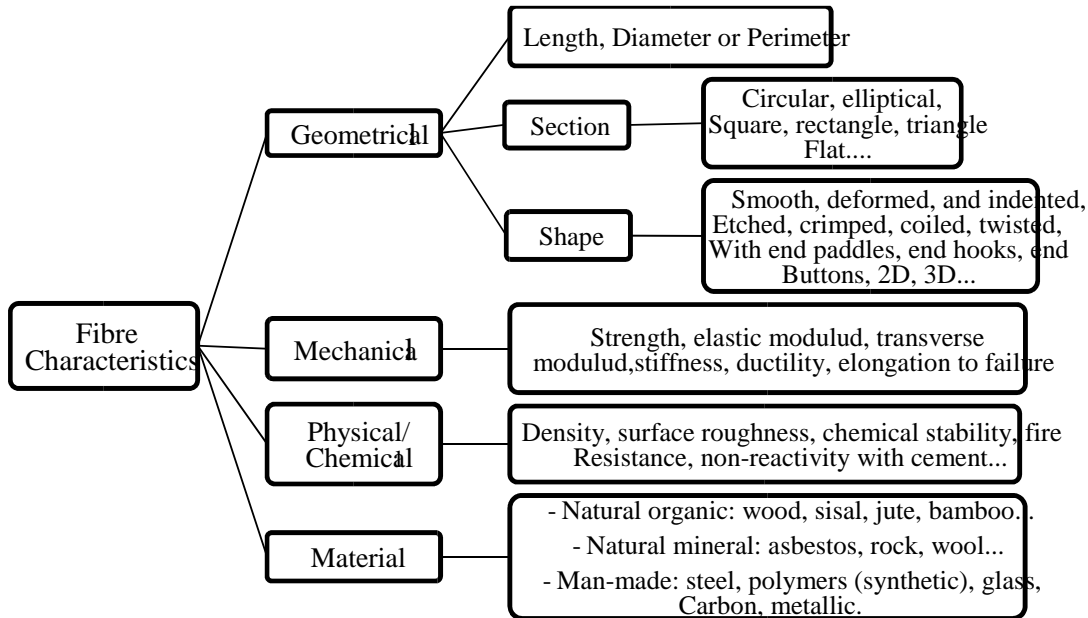 Length, Diameter or Perimeter
Geometrical
Section
Circular, elliptical,
Square, rectangle, triangle
Flat....
Shape
Smooth, deformed, and indented,
Etched, crimped, coiled, twisted,
With end paddles, end hooks, end
Buttons, 2D, 3D...
Fibre
Characteristics
Mechanical
Strength, elastic modulud, transverse
modulud,stiffness, ductility, elongation to failure
Physical/
Chemical
Density, surface roughness, chemical stability, fire
Resistance, non-reactivity with cement...
Material
- Natural organic: wood, sisal, jute, bamboo...
- Natural mineral: asbestos, rock, wool...
- Man-made: steel, polymers (synthetic), glass,
Carbon, metallic.